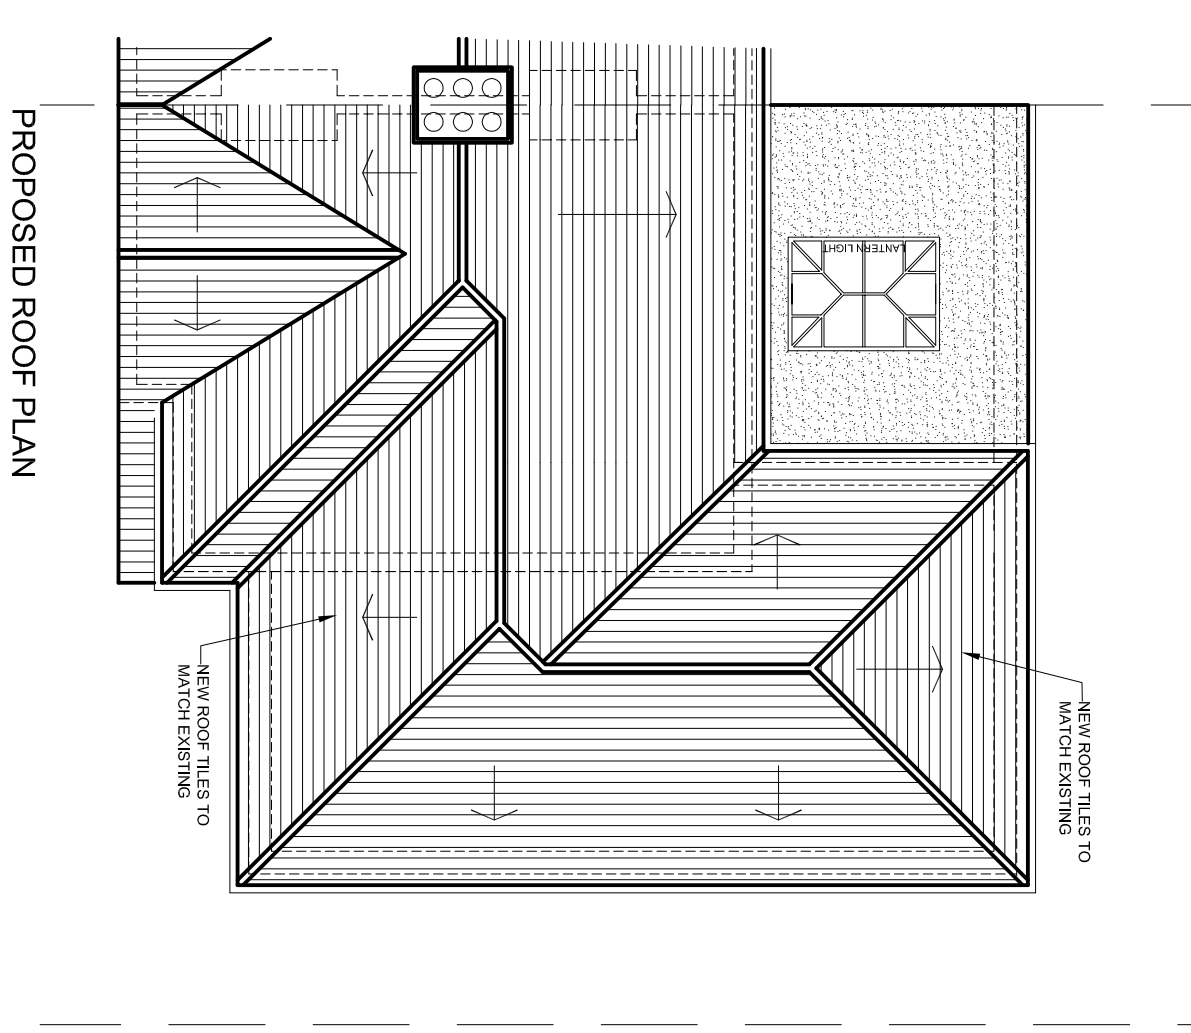 PROPOSED ROOF PLAN
LANTERN LIGHT
NEW ROOF TILES TO
MATCH EXISTING
NEW ROOF TILES TO
MATCH EXISTING